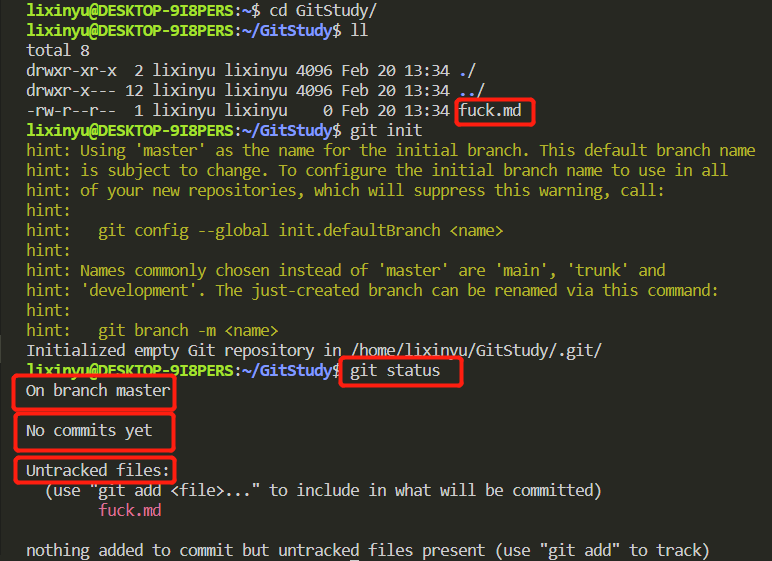 lixinyu@DESKTOP-9I8PERS:~$ cd GitStudy/
lixinyu@DESKTOP-9I8PERS:~/GitStudy$ ll
total 8
drwxr-xr-x  2 lixinyu lixinyu 4096 Feb 20 13:34 ./
drwxr-x--- 12 lixinyu lixinyu 4096 Feb 20 13:34 ../
-rw-r--r--  1 lixinyu lixinyu    0 Feb 20 13:34 fuck.md
lixinyu@DESKTOP-9I8PERS:~/GitStudy$ git init
hint: Using 'master' as the name for the initial branch. This default branch name
hint: is subject to change. To configure the initial branch name to use in all
hint: of your new repositories, which will suppress this warning, call:
hint:
hint:   git config --global init.defaultBranch <name>
hint:
hint: Names commonly chosen instead of 'master' are 'main', 'trunk' and
hint: 'development'. The just-created branch can be renamed via this command:
hint:
hint:   git branch -m <name>
Initialized empty Git repository in /home/lixinyu/GitStudy/.git/
lixinyu@DESKTOP-9I8PERS:~/GitStudy$ git status
On branch master
No commits yet
Untracked files:
  (use "git add <file>..." to include in what will be committed)
        fuck.md
nothing added to commit but untracked files present (use "git add" to track)